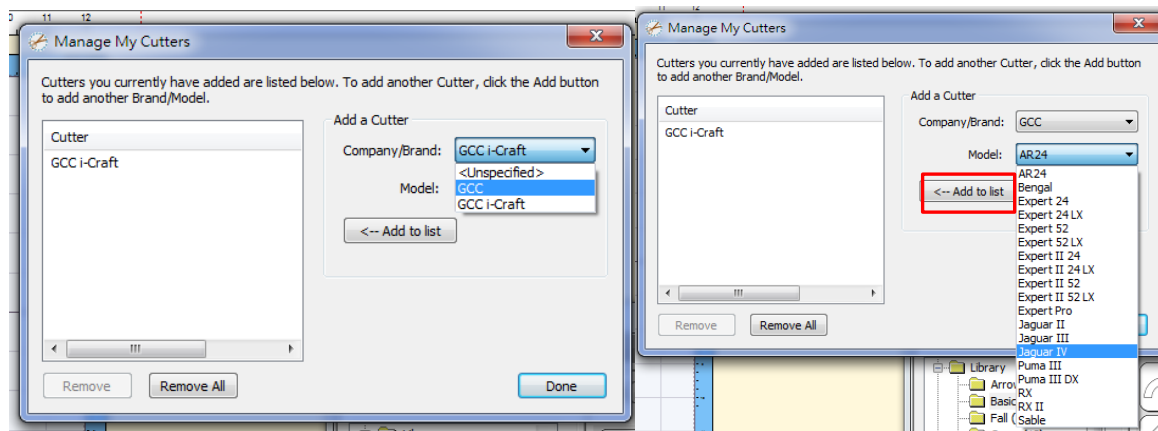 11 12
Manage My Cutters
Cutters you currently have added are listed below. To add another Cutter, click the Add button
to add another Brand/Model.
Cutter
GCC i-Craft
Add a Cutter
Company/Brand: GCC i-Craft
<Unspecified>
Model: GCC
GCC i-Craft
<-- Add to list
Remove Remove All Done
11 12
Manage My Cutters
Cutters you currently have added are listed below. To add another Cutter, click the Add button
to add another Brand/Model.
Cutter
GCC i-Craft
Add a Cutter
Company/Brand: GCC
Model: AR24
<-- Add to list
AR24
Bengal
Expert 24
Expert 24 LX
Expert 52
Expert 52 LX
Expert II 24
Expert II 24 LX
Expert II 52
Expert II 52 LX
Expert Pro
Jaguar II
Jaguar III
Jaguar IV
Puma III
Puma III DX
RX
RX II
Sable
Remove Remove All
Library
Fall (